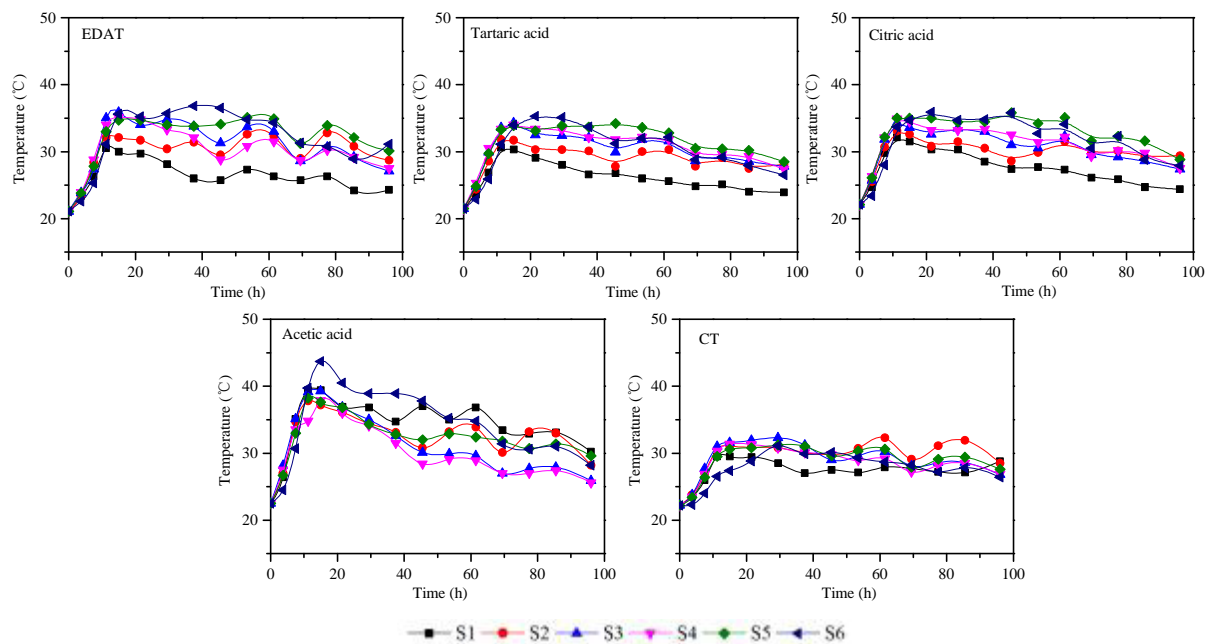 EDAT
Temperature (℃)
50
40
30
20
0 20 40 60 80 100
Time (h)
Tartaric acid
Temperature (℃)
50
40
30
20
0 20 40 60 80 100
Time (h)
Citric acid
Temperature (℃)
50
40
30
20
0 20 40 60 80 100
Time (h)
Acetic acid
Temperature (℃)
50
40
30
20
0 20 40 60 80 100
Time (h)
CT
Temperature (℃)
50
40
30
20
0 20 40 60 80 100
Time (h)
S1 S2 S3 S4 S5 S6